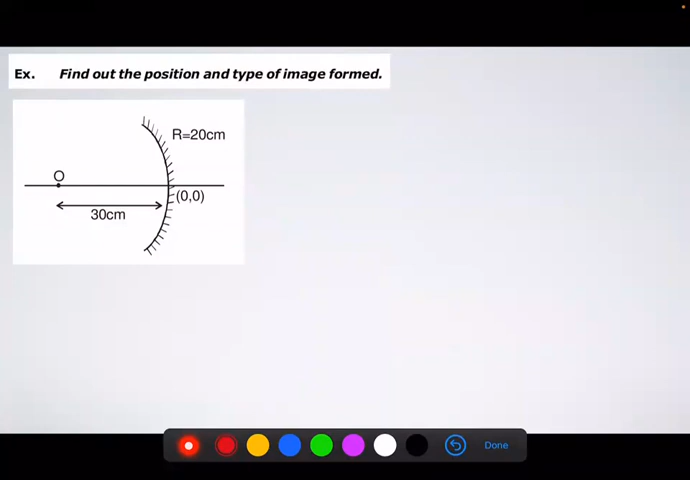 Ex. Find out the position and type of image formed.
R=20cm
O
(0,0)
30cm
Done